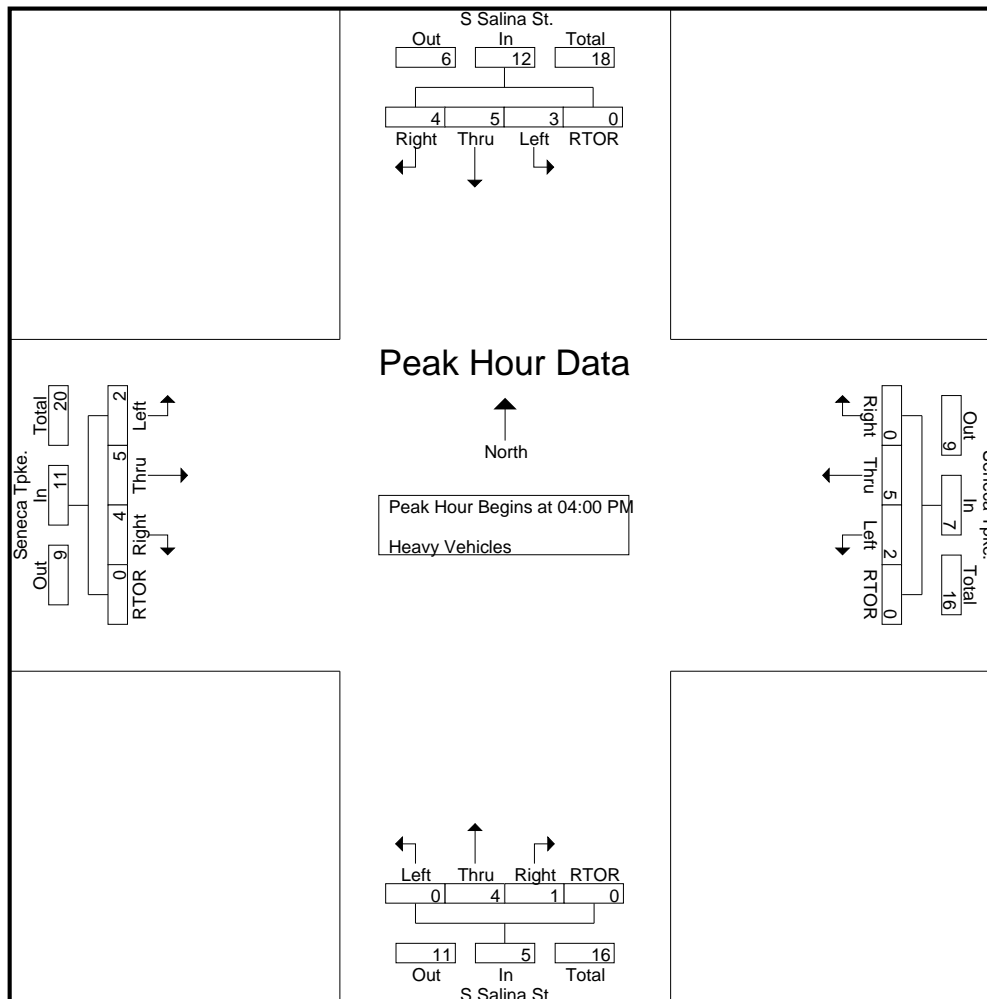 S Salina St.
Out In Total
6 12 18
4 5 3 0
Right Thru Left RTOR
Peak Hour Data
North
Peak Hour Begins at 04:00 PM
Heavy Vehicles
Seneca Tpke.
Out In Total
9 11 20
RTOR Right Thru Left
0 4 5 2
Seneca Tpke.
Out In Total
9 7 16
Right Thru Left RTOR
0 5 2 0
Left Thru Right RTOR
0 4 1 0
11 5 16
Out In Total
S Salina St.